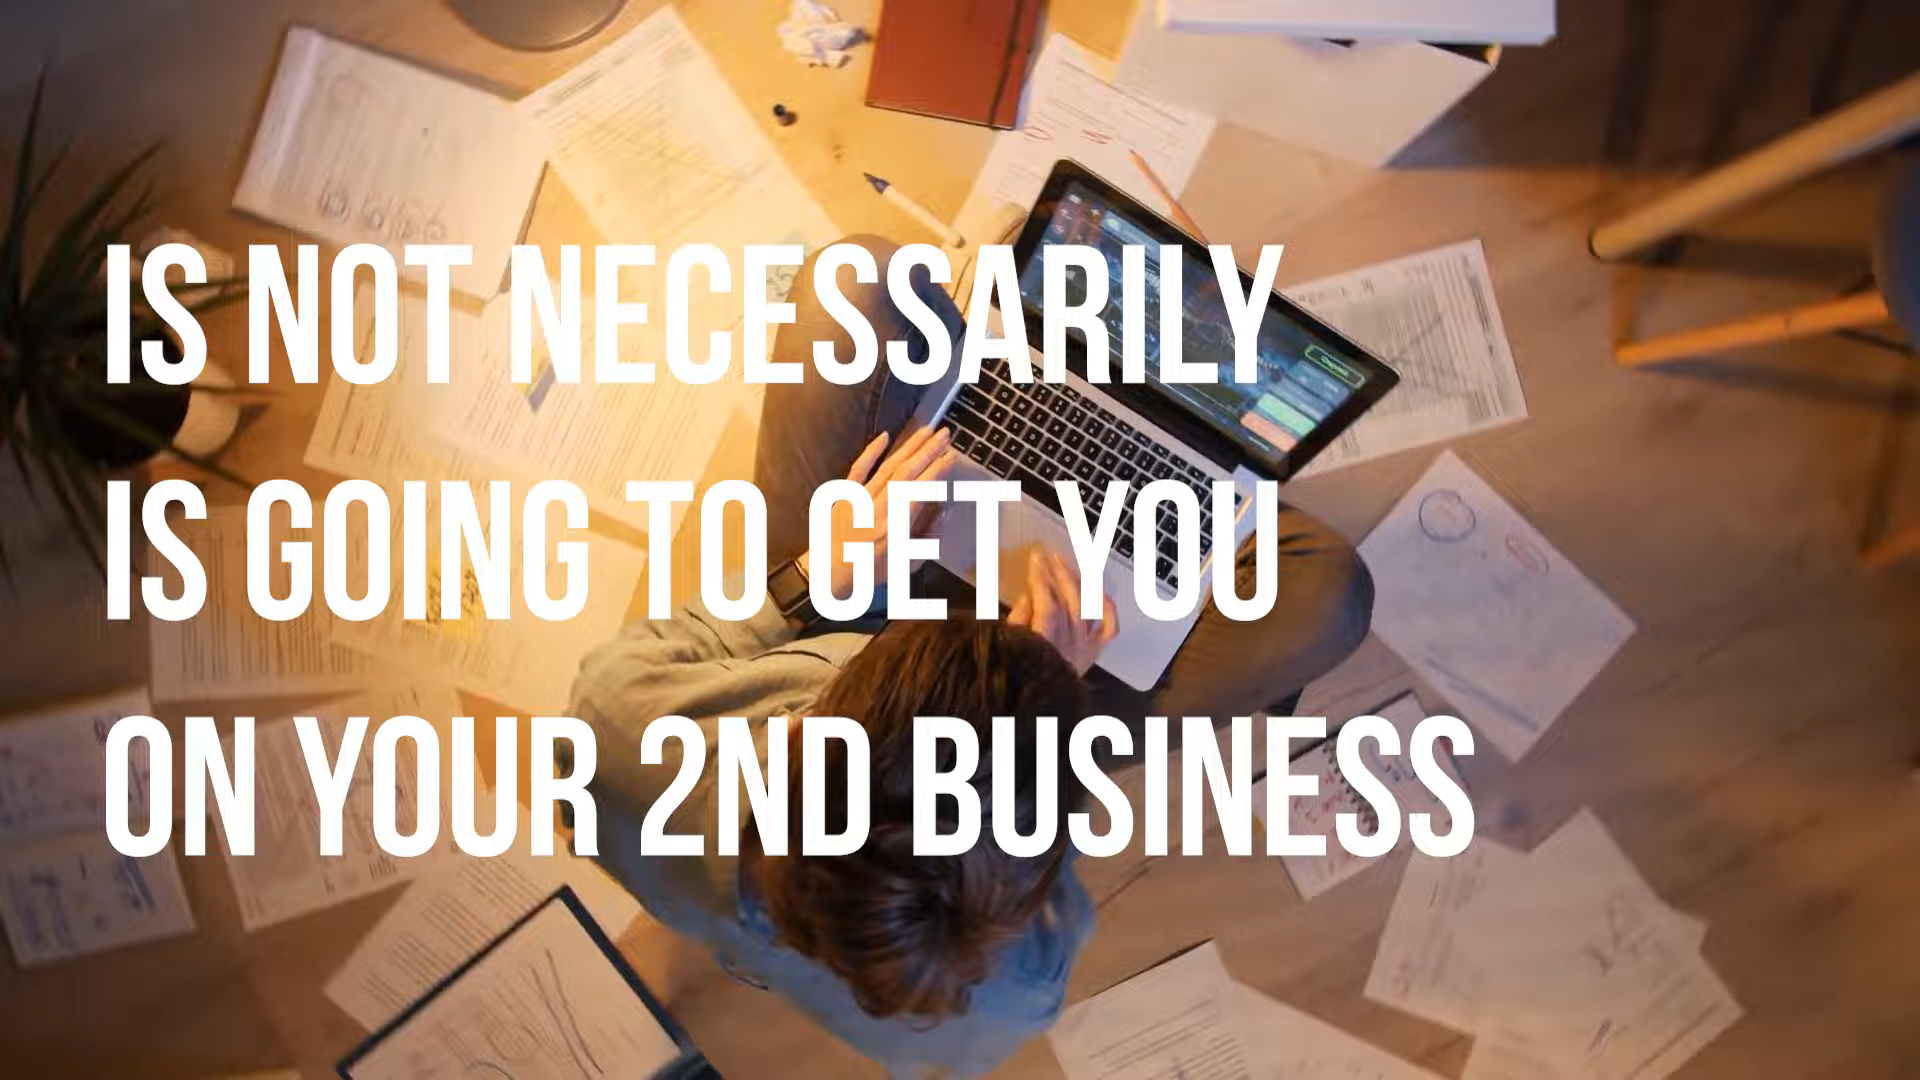 IS NOT NECESSARILY
IS GOING TO GET YOU
ON YOUR 2ND BUSINESS